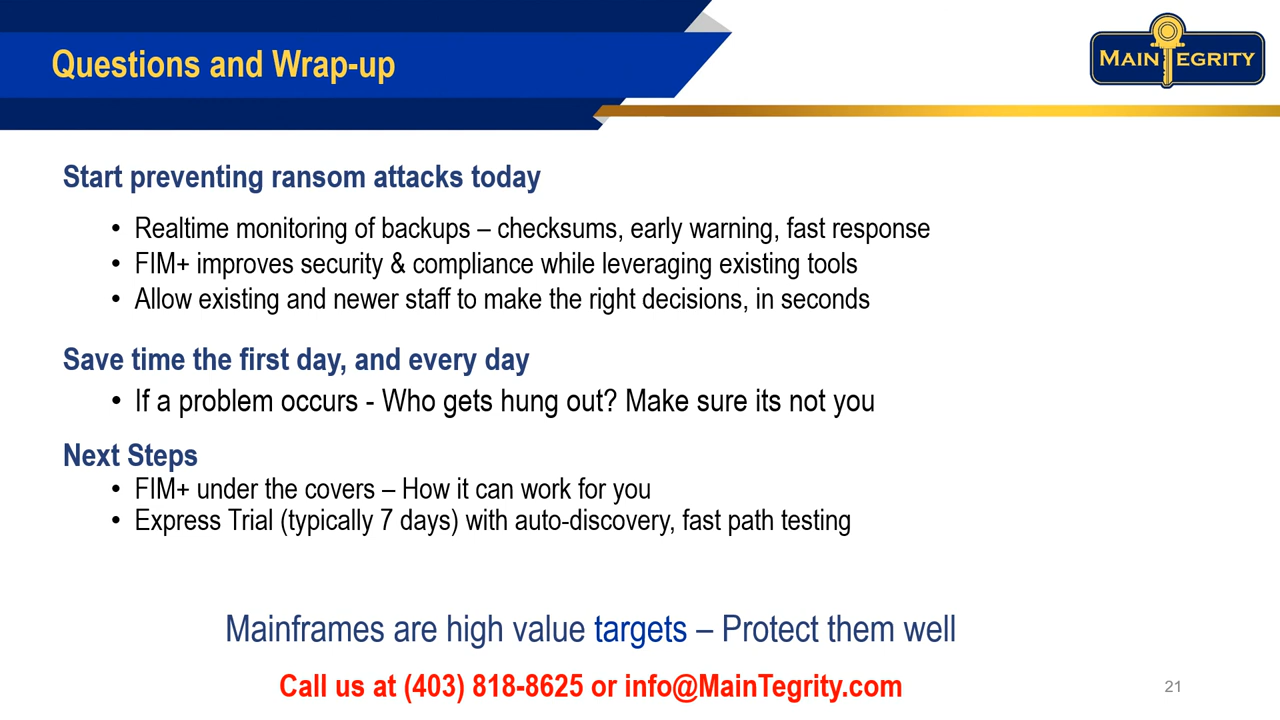 Questions and Wrap-up
MAINTEGRITY
Start preventing ransom attacks today
• Realtime monitoring of backups – checksums, early warning, fast response
• FIM+ improves security & compliance while leveraging existing tools
• Allow existing and newer staff to make the right decisions, in seconds
Save time the first day, and every day
• If a problem occurs - Who gets hung out? Make sure its not you
Next Steps
• FIM+ under the covers – How it can work for you
• Express Trial (typically 7 days) with auto-discovery, fast path testing
Mainframes are high value targets – Protect them well
Call us at (403) 818-8625 or info@MainTegrity.com
21